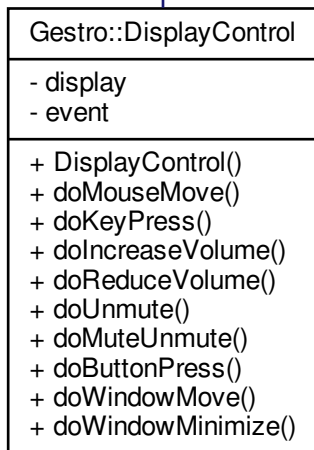 Gestro::DisplayControl
- display
- event
+ DisplayControl()
+ doMouseMove()
+ doKeyPress()
+ doIncreaseVolume()
+ doReduceVolume()
+ doUnmute()
+ doMuteUnmute()
+ doButtonPress()
+ doWindowMove()
+ doWindowMinimize()